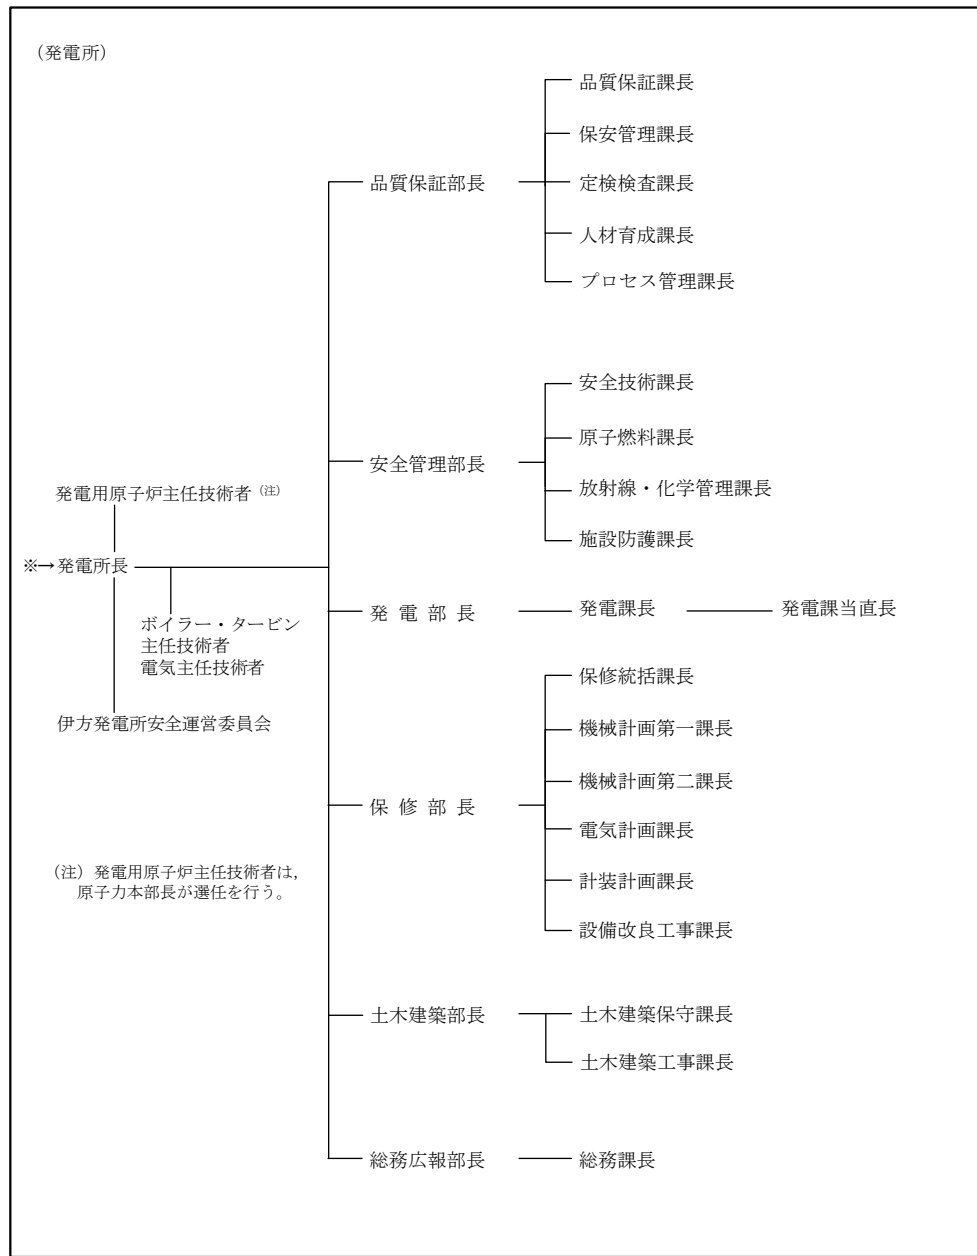 (発電所)
品質保証課長
保安管理課長
品質保証部長
定検検査課長
人材育成課長
プロセス管理課長
安全技術課長
原子燃料課長
安全管理部長
放射線・化学管理課長
施設防護課長
発電用原子炉主任技術者(注)
※→発電所長
ボイラー・タービン
主任技術者
電気主任技術者
伊方発電所安全運営委員会
発電部長
発電課長
発電課当直長
保修統括課長
機械計画第一課長
機械計画第二課長
保修部長
電気計画課長
計装計画課長
設備改良工事課長
(注)発電用原子炉主任技術者は,
原子力本部長が選任を行う。
土木建築部長
土木建築保守課長
土木建築工事課長
総務広報部長
総務課長